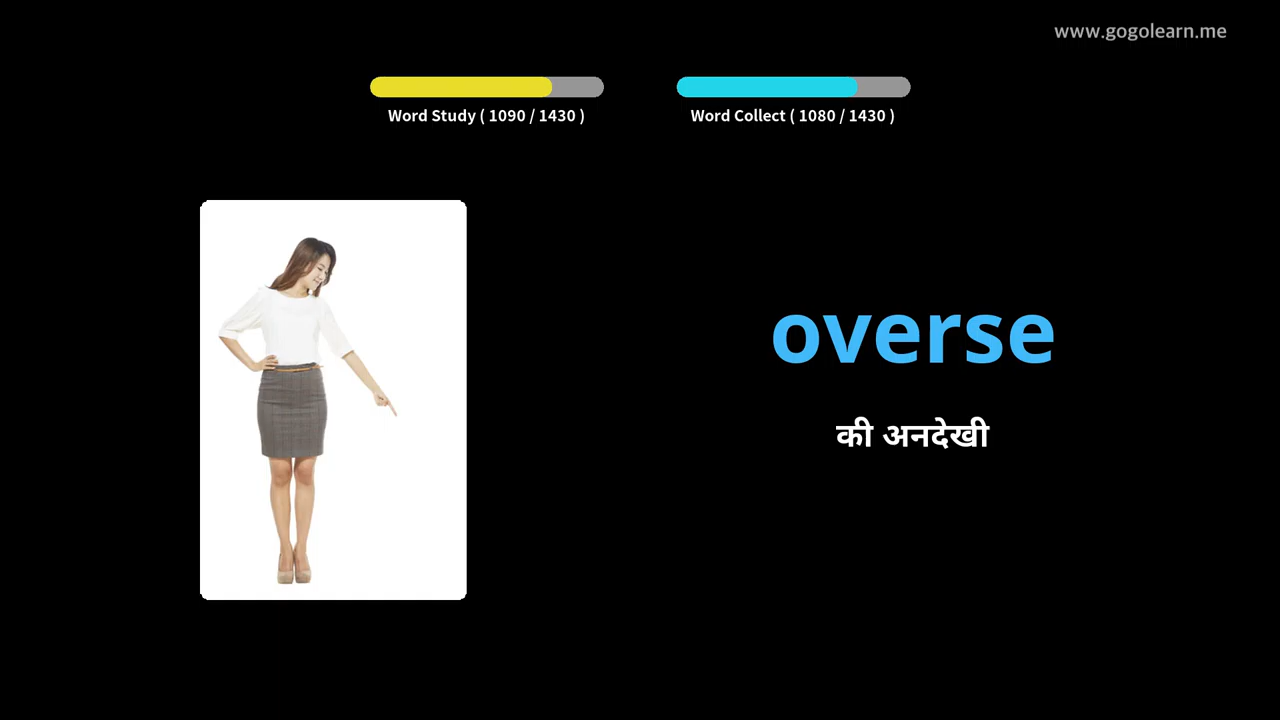 www.gogolearn.me
Word Study ( 1090 / 1430 )
Word Collect ( 1080 / 1430 )
overse
की अनदेखी